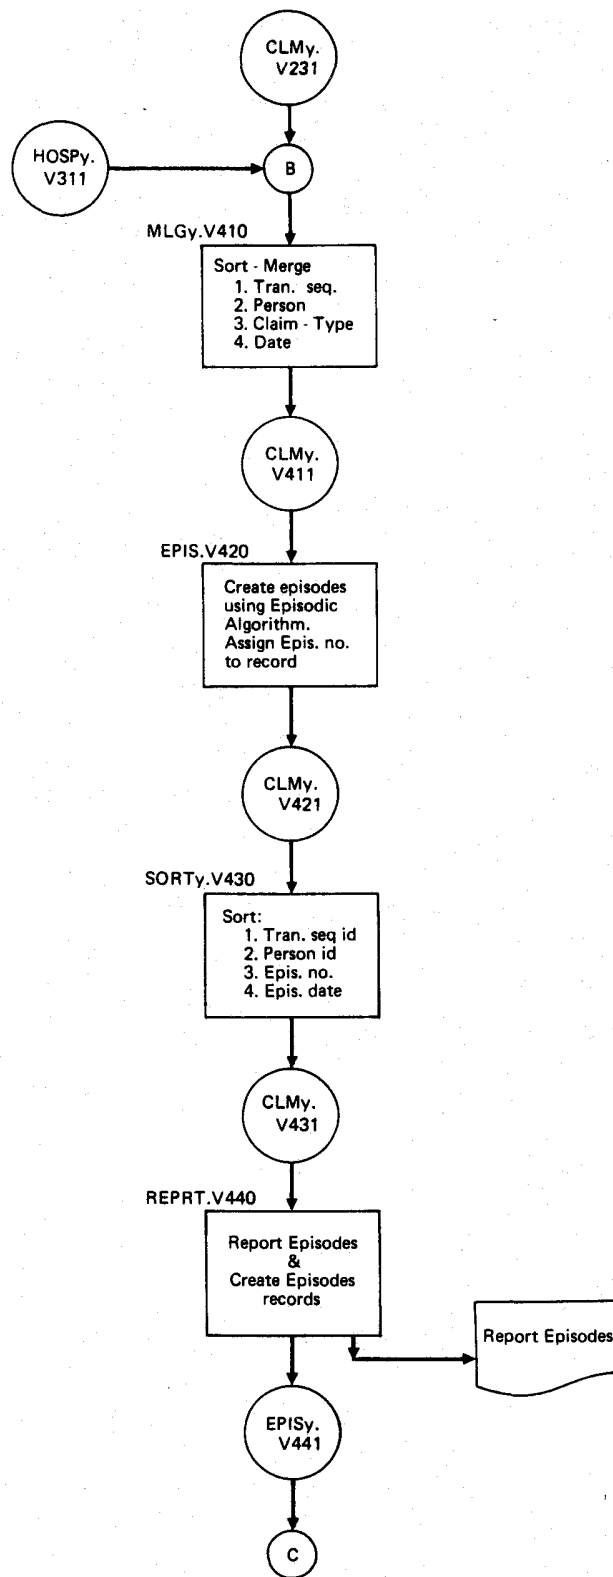 CLMy.
V231
HOSPy.
V311
B
MLGy.V410
Sort - Merge
1. Tran. seq.
2. Person
3. Claim - Type
4. Date
CLMy.
V411
EPIS.V420
Create episodes
using Episodic
Algorithm.
Assign Epis. no.
to record
CLMy.
V421
SORTy.V430
Sort:
1. Tran. seq id
2. Person id
3. Epis. no.
4. Epis. date
CLMy.
V431
REPRT.V440
Report Episodes
&
Create Episodes
records
Report Episodes
EPISy.
V441
C